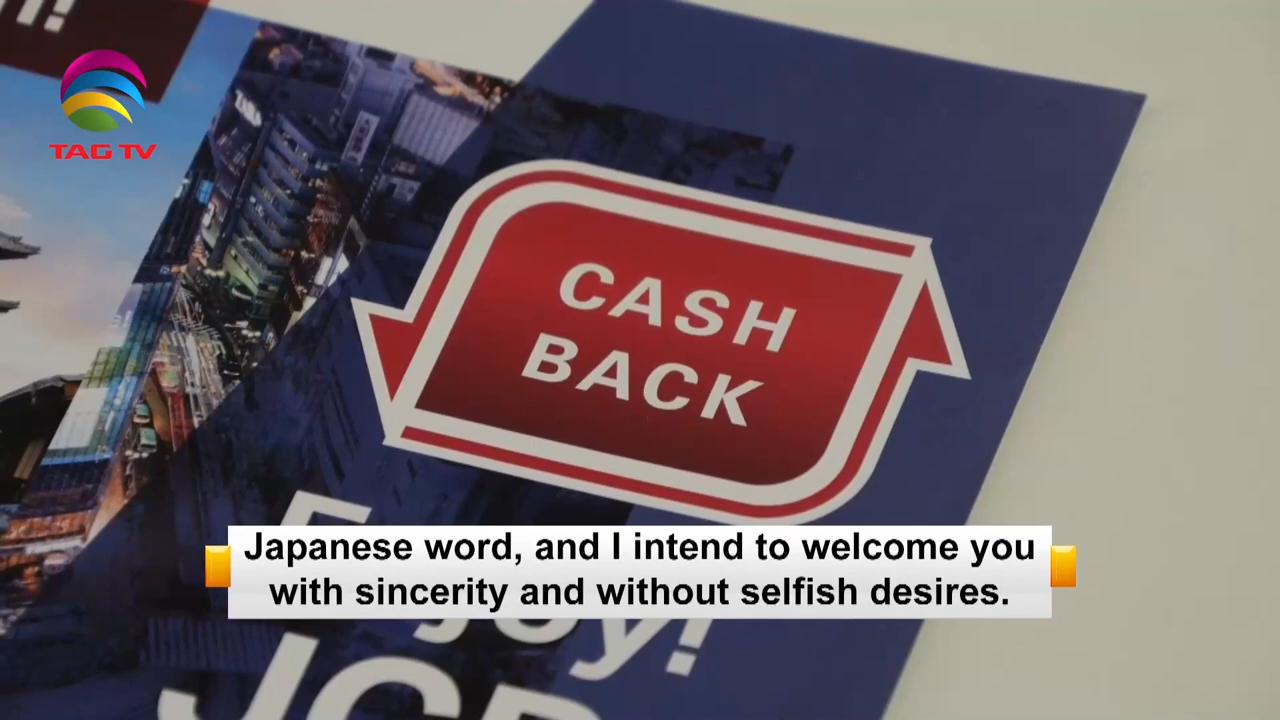 TAG TV
CASH
BACK
Japanese word, and I intend to welcome you
with sincerity and without selfish desires.